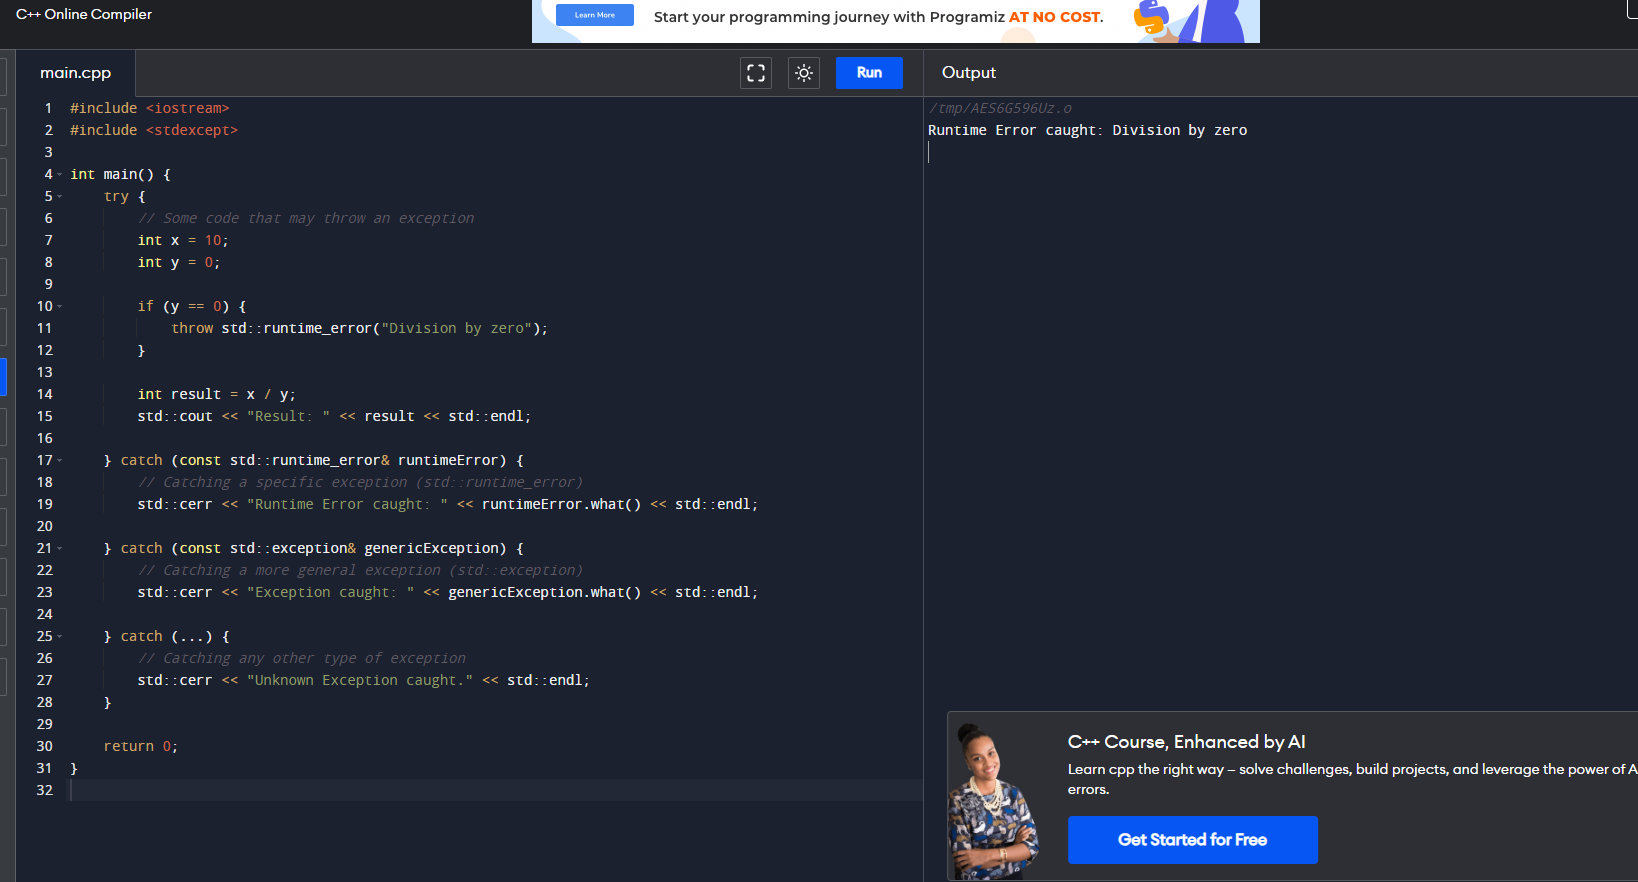 C++ Online Compiler
Learn More
Start your programming journey with Programiz AT NO COST.
main.cpp
Run
Output
1 #include <iostream>
2 #include <stdexcept>
3
4 int main() {
5     try {
6         // Some code that may throw an exception
7         int x = 10;
8         int y = 0;
9
10         if (y == 0) {
11             throw std::runtime_error("Division by zero");
12         }
13
14         int result = x / y;
15         std::cout << "Result: " << result << std::endl;
16
17     } catch (const std::runtime_error& runtimeError) {
18         // Catching a specific exception (std::runtime_error)
19         std::cerr << "Runtime Error caught: " << runtimeError.what() << std::endl;
20
21     } catch (const std::exception& genericException) {
22         // Catching a more general exception (std::exception)
23         std::cerr << "Exception caught: " << genericException.what() << std::endl;
24
25     } catch (...) {
26         // Catching any other type of exception
27         std::cerr << "Unknown Exception caught." << std::endl;
28     }
29
30     return 0;
31 }
32
/tmp/AES6G596Uz.o
Runtime Error caught: Division by zero
C++ Course, Enhanced by AI
Learn cpp the right way – solve challenges, build projects, and leverage the power of A
errors.
Get Started for Free